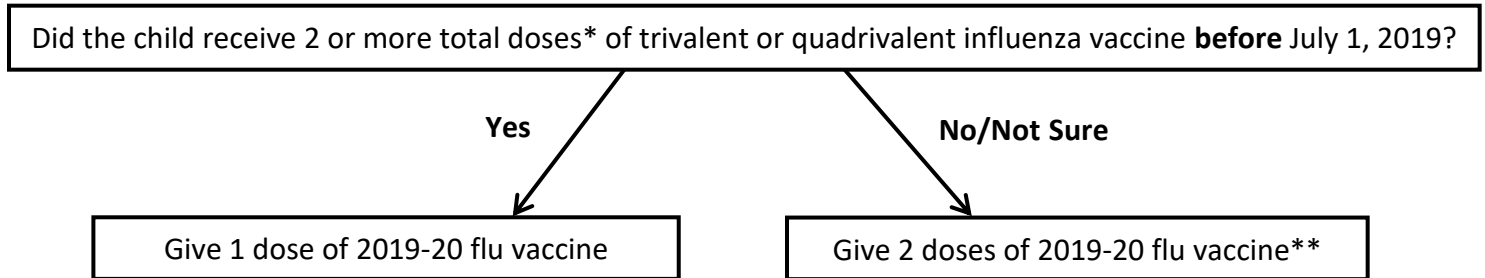 Did the child receive 2 or more total doses* of trivalent or quadrivalent influenza vaccine before July 1, 2019?
Yes
No/Not Sure
Give 1 dose of 2019-20 flu vaccine
Give 2 doses of 2019-20 flu vaccine**